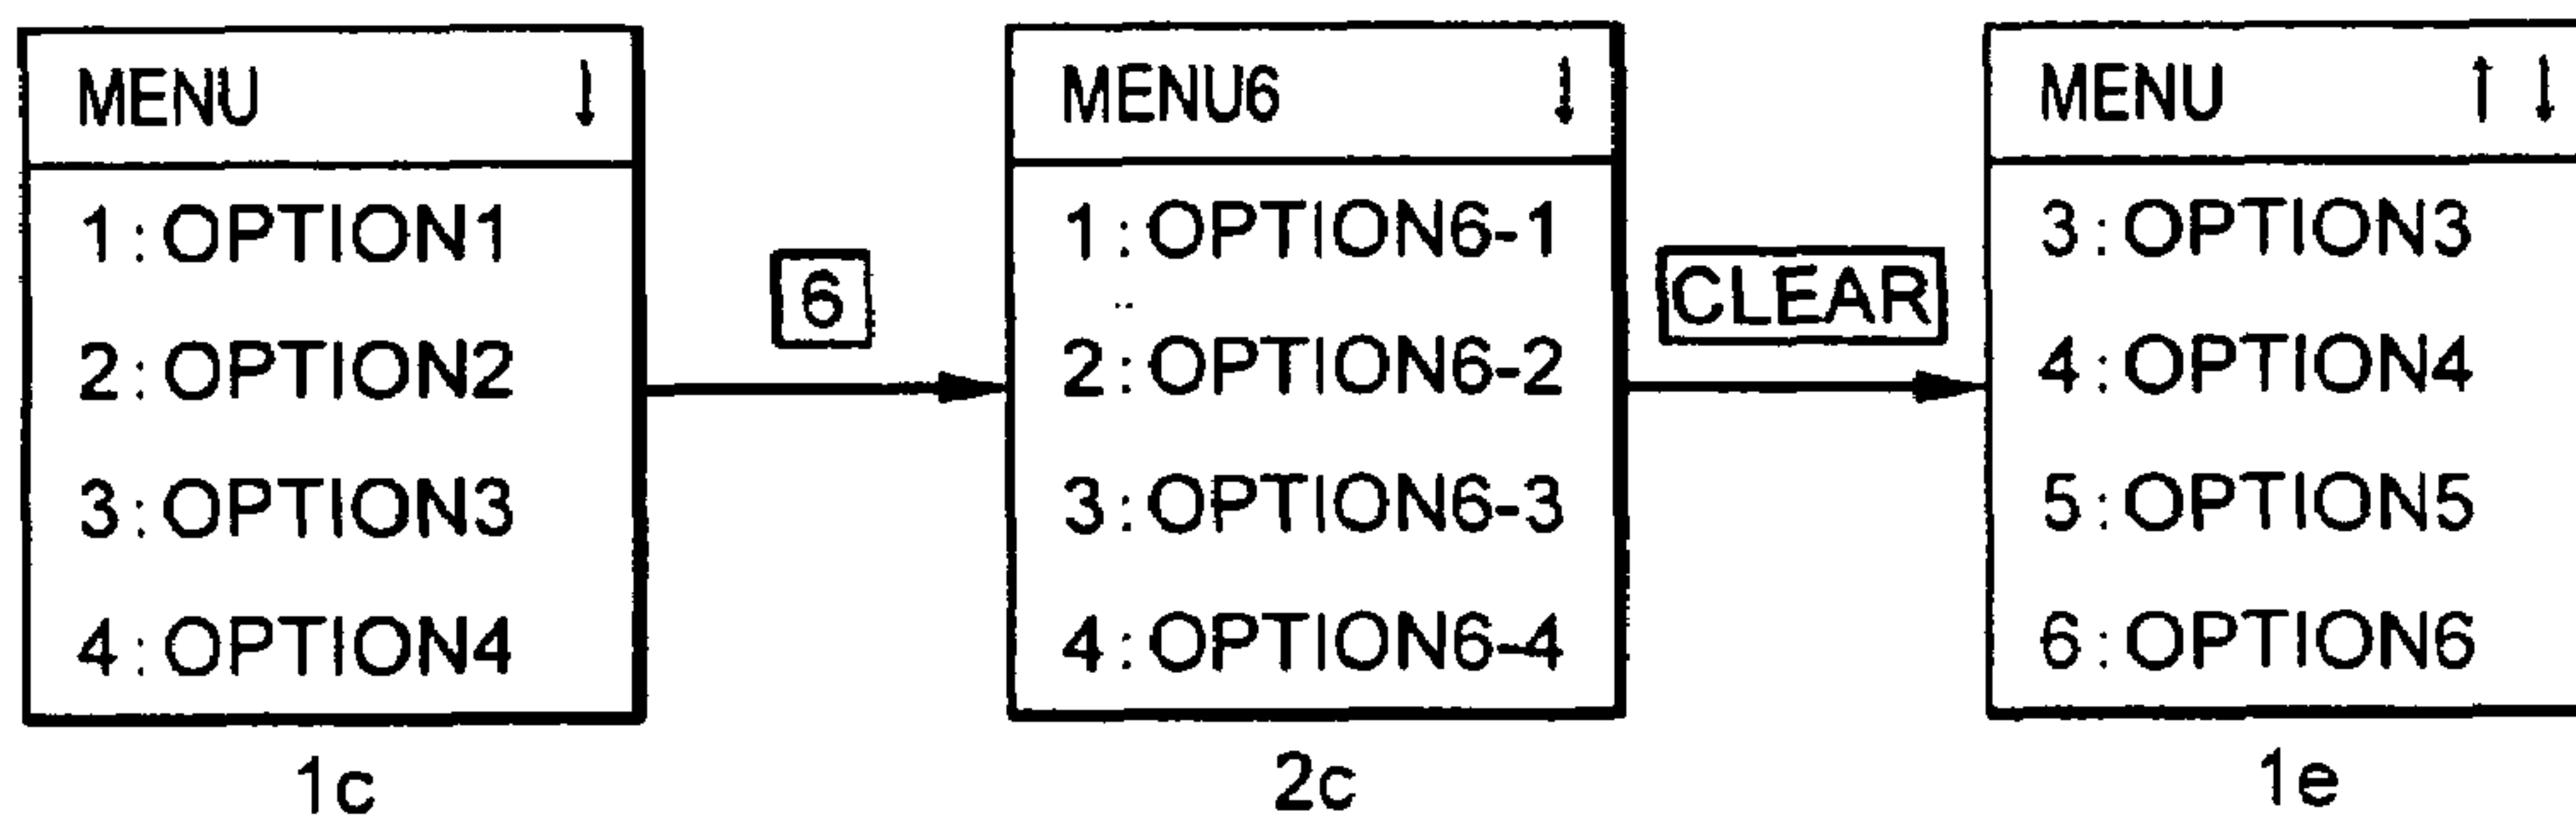 MENU ↓
1:OPTION1
2:OPTION2
3:OPTION3
4:OPTION4
1c
6
MENU6 ↓
1:OPTION6-1
2:OPTION6-2
3:OPTION6-3
4:OPTION6-4
2c
CLEAR
MENU ↑ ↓
3:OPTION3
4:OPTION4
5:OPTION5
6:OPTION6
1e